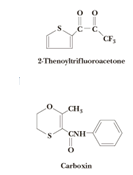 O O
S
C C
CF3
2-Thenoyltrifluoroacetone
O
CH3
S
CNH
O
Carboxin